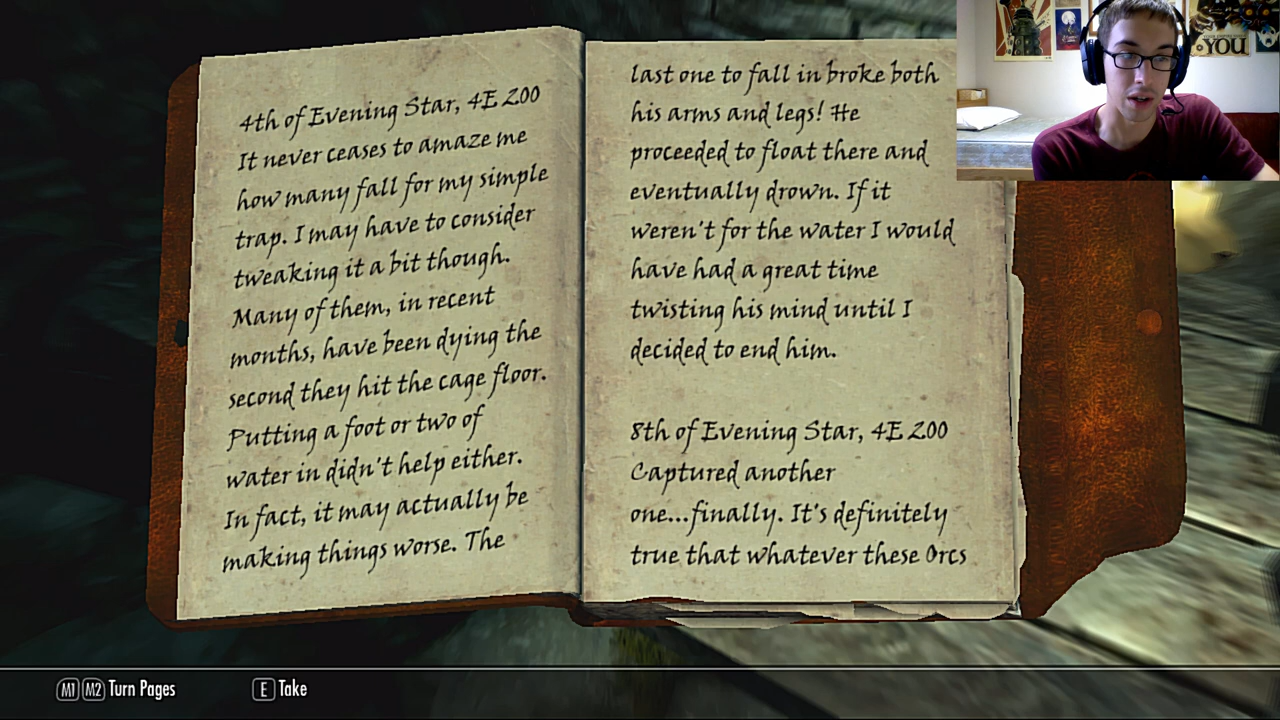 4th of Evening Star, 4E 200
It never ceases to amaze me
how many fall for my simple
trap. I may have to consider
tweaking it a bit though.
Many of them, in recent
months, have been dying the
second they hit the cage floor.
Putting a foot or two of
water in didn't help either.
In fact, it may actually be
making things worse. The
last one to fall in broke both
his arms and legs! He
proceeded to float there and
eventually drown. If it
weren't for the water I would
have had a great time
twisting his mind until I
decided to end him.
8th of Evening Star, 4E 200
Captured another
one...finally. It's definitely
true that whatever these Orcs
YOU
M1 M2 Turn Pages
E Take